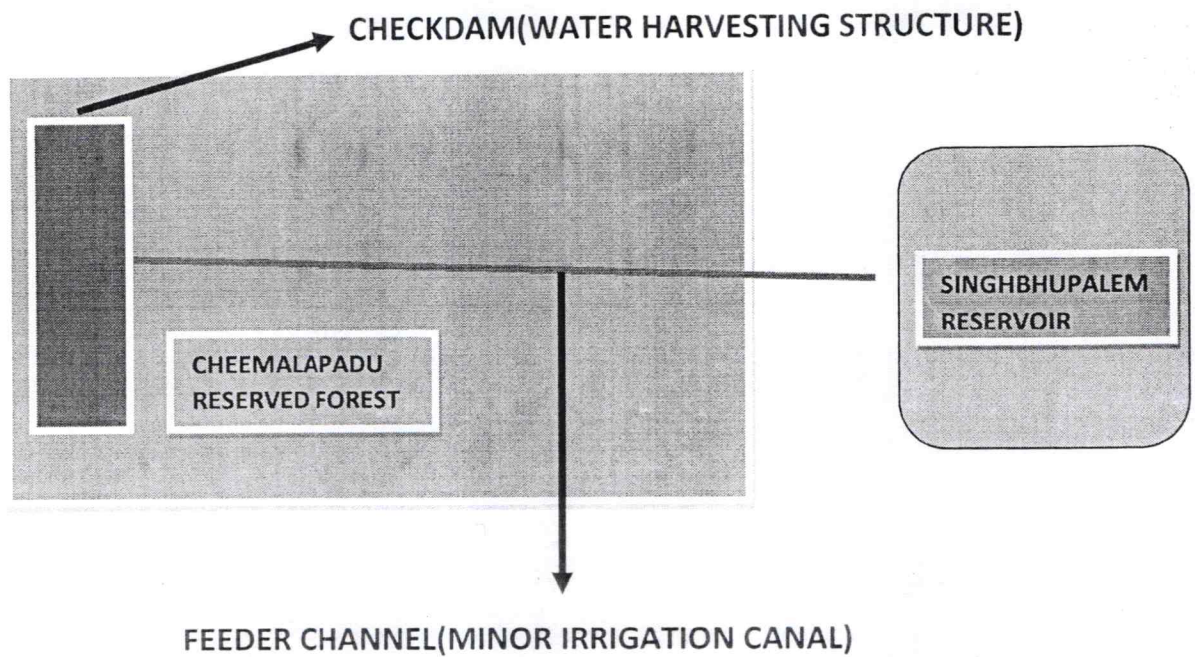 CHECKDAM(WATER HARVESTING STRUCTURE)
SINGHBHUPALEM
RESERVOIR
CHEEMALAPADU
RESERVED FOREST
FEEDER CHANNEL(MINOR IRRIGATION CANAL)